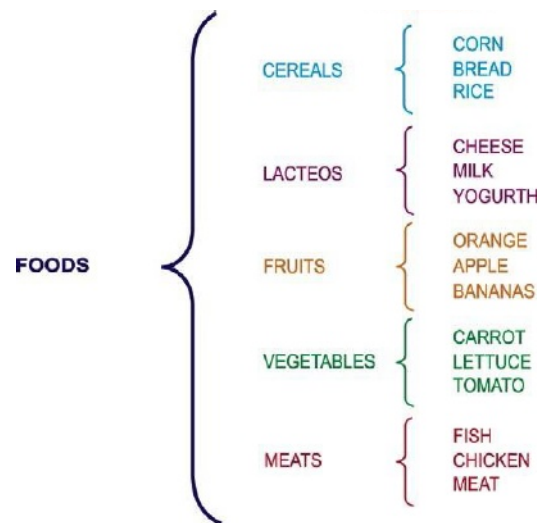 FOODS
CEREALS
CORN
BREAD
RICE
LACTEOS
CHEESE
MILK
YOGURTH
FRUITS
ORANGE
APPLE
BANANAS
VEGETABLES
CARROT
LETTUCE
TOMATO
MEATS
FISH
CHICKEN
MEAT